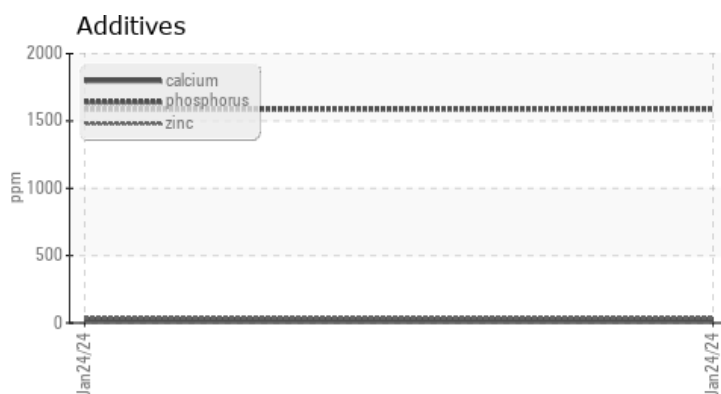 Additives
2000
calcium
phosphorus
zinc
1500
1000
ppm
500
0
Jan24/24
Jan24/24